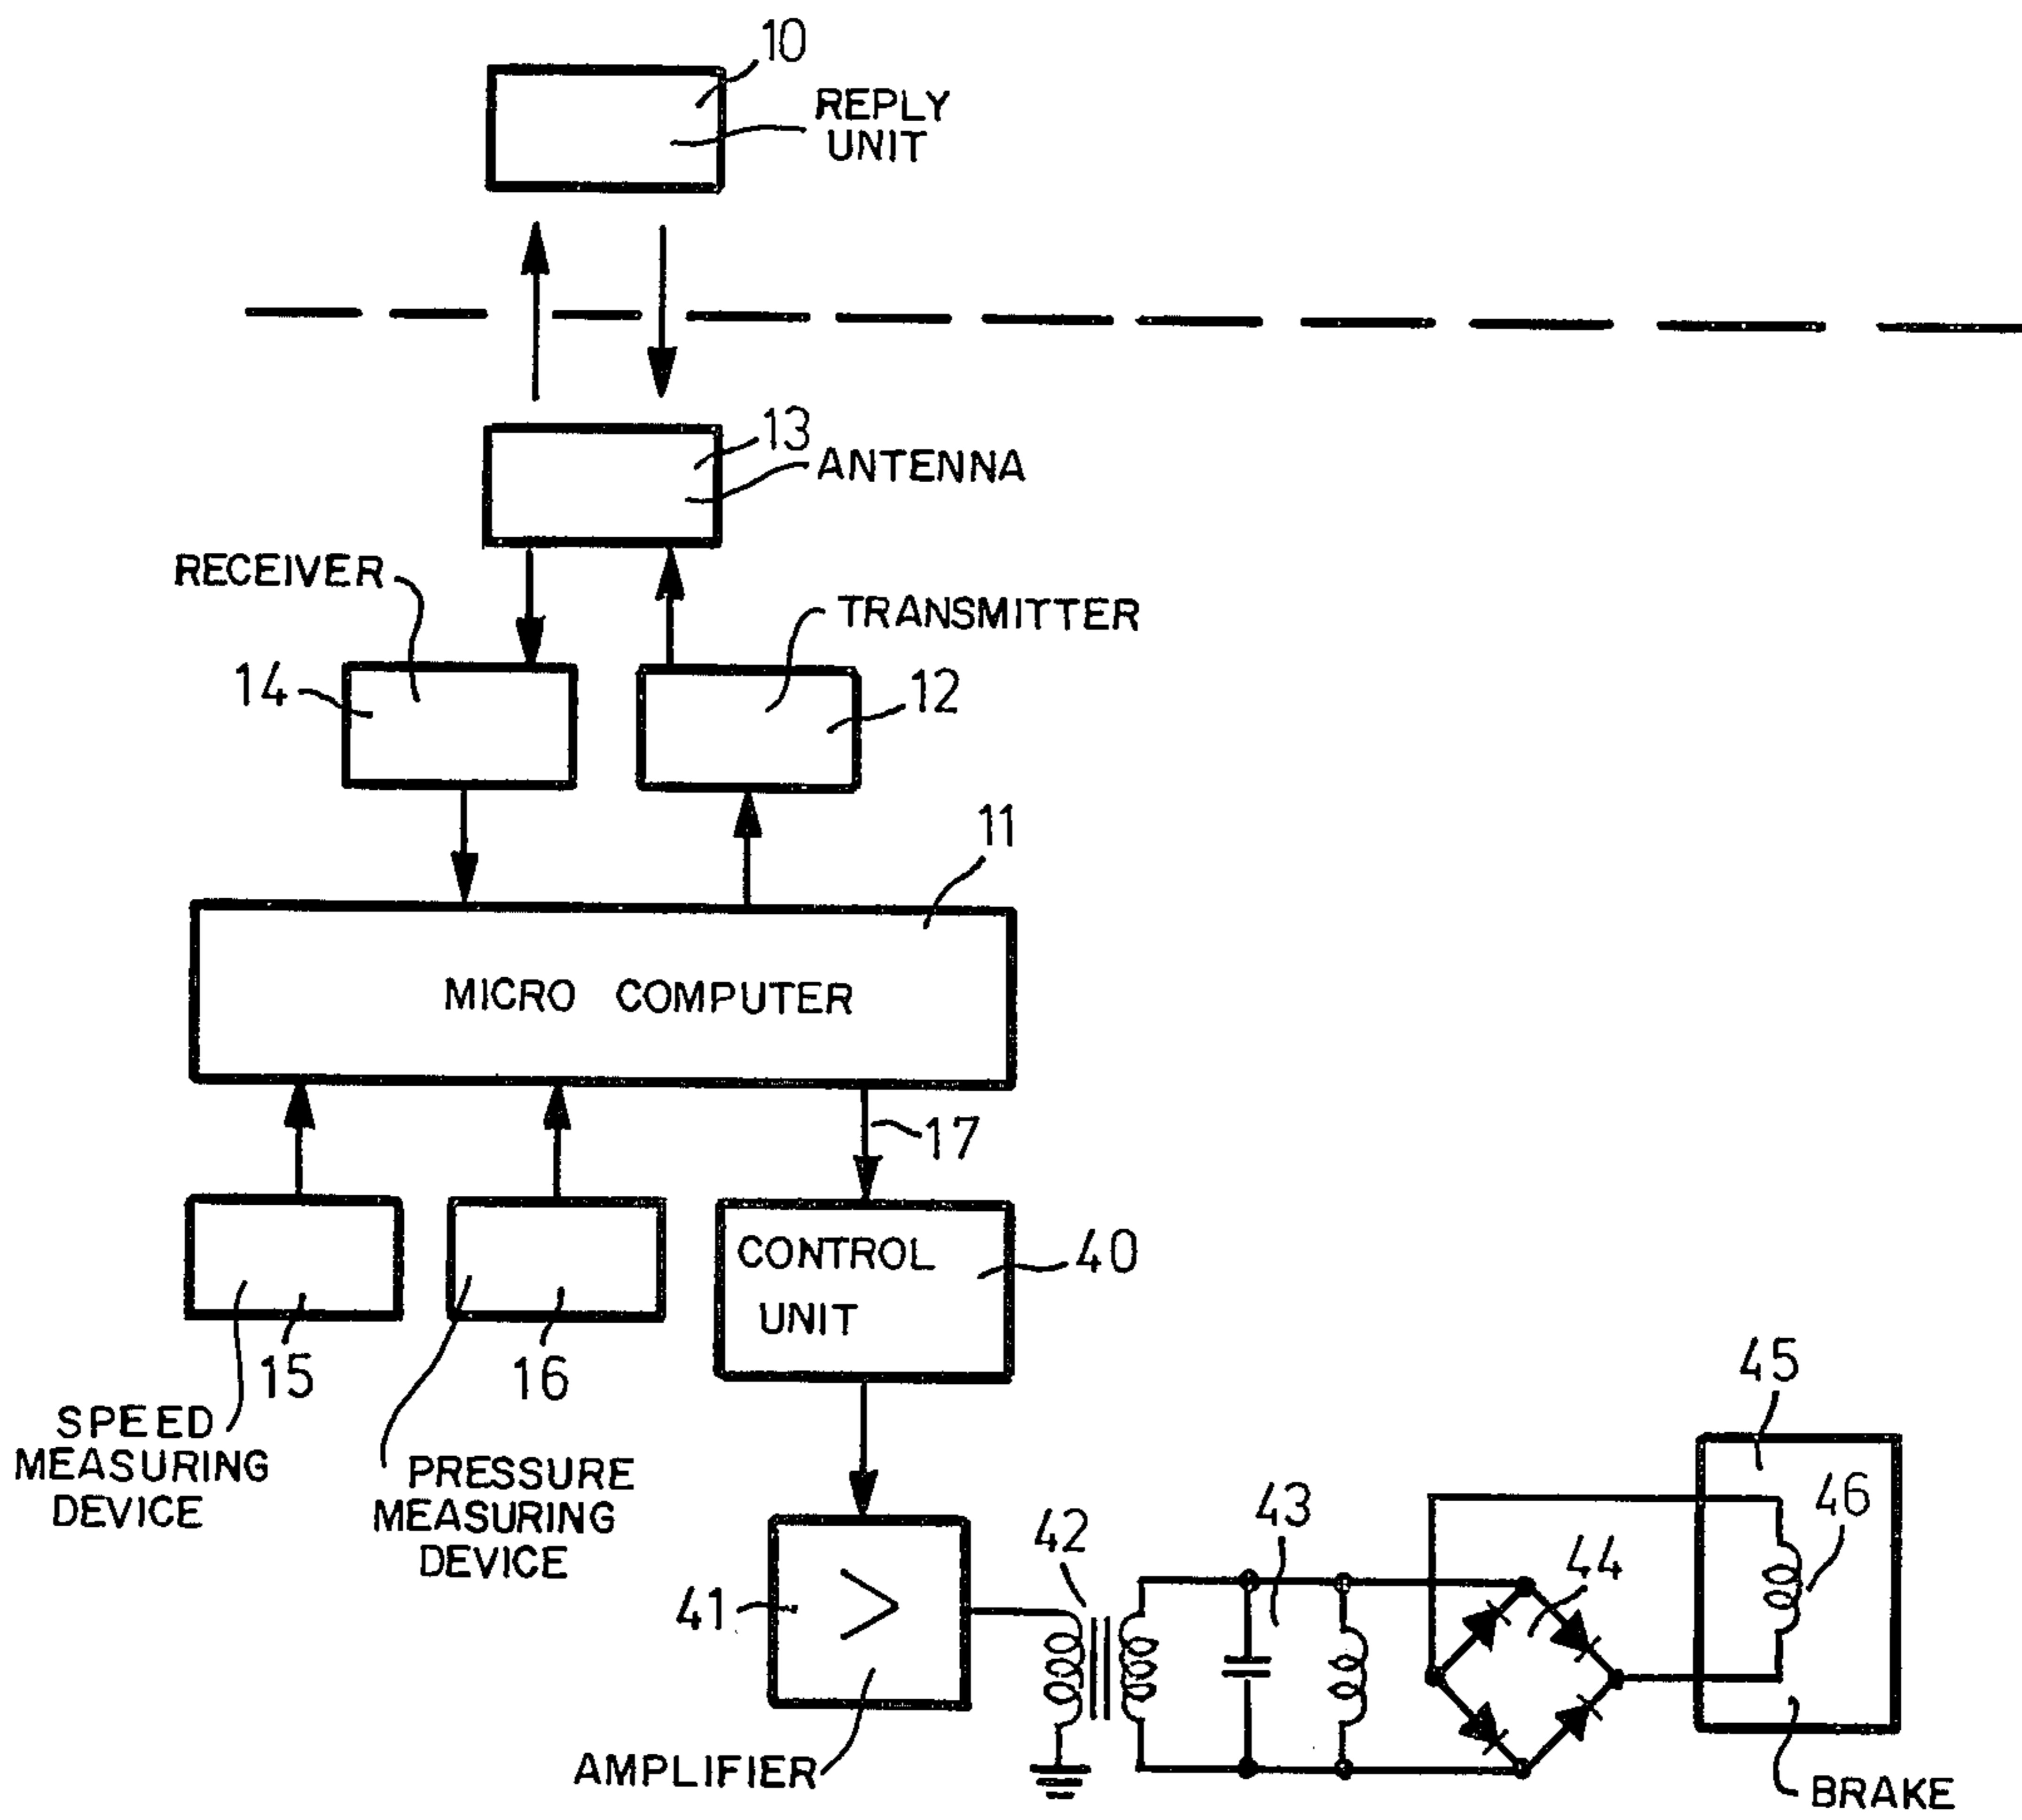 10
REPLY
UNIT
13
ANTENNA
RECEIVER
TRANSMITTER
14
12
11
MICRO COMPUTER
17
CONTROL
UNIT
40
15
16
SPEED
MEASURING
DEVICE
PRESSURE
MEASURING
DEVICE
45
46
44
43
42
41
>
AMPLIFIER
BRAKE